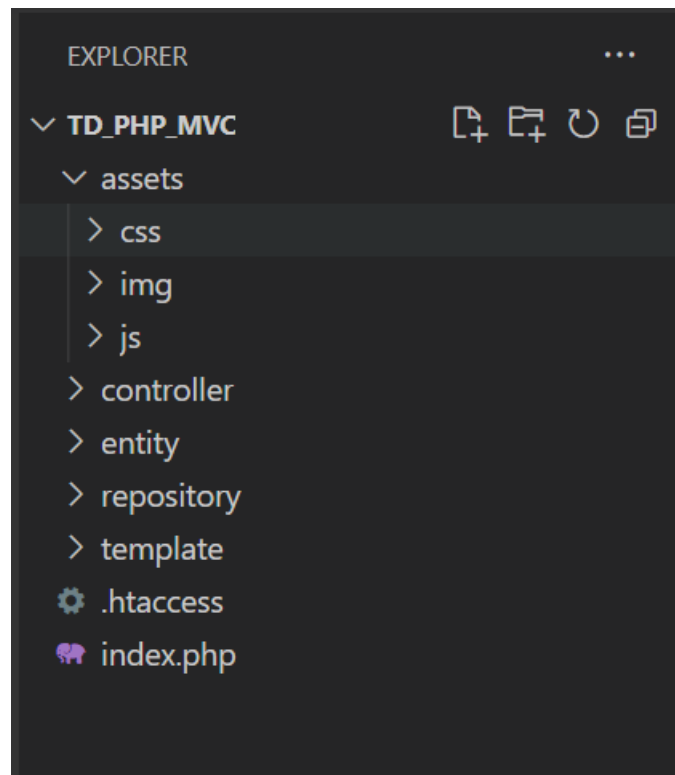 EXPLORER
TD_PHP_MVC
assets
css
img
js
controller
entity
repository
template
.htaccess
index.php